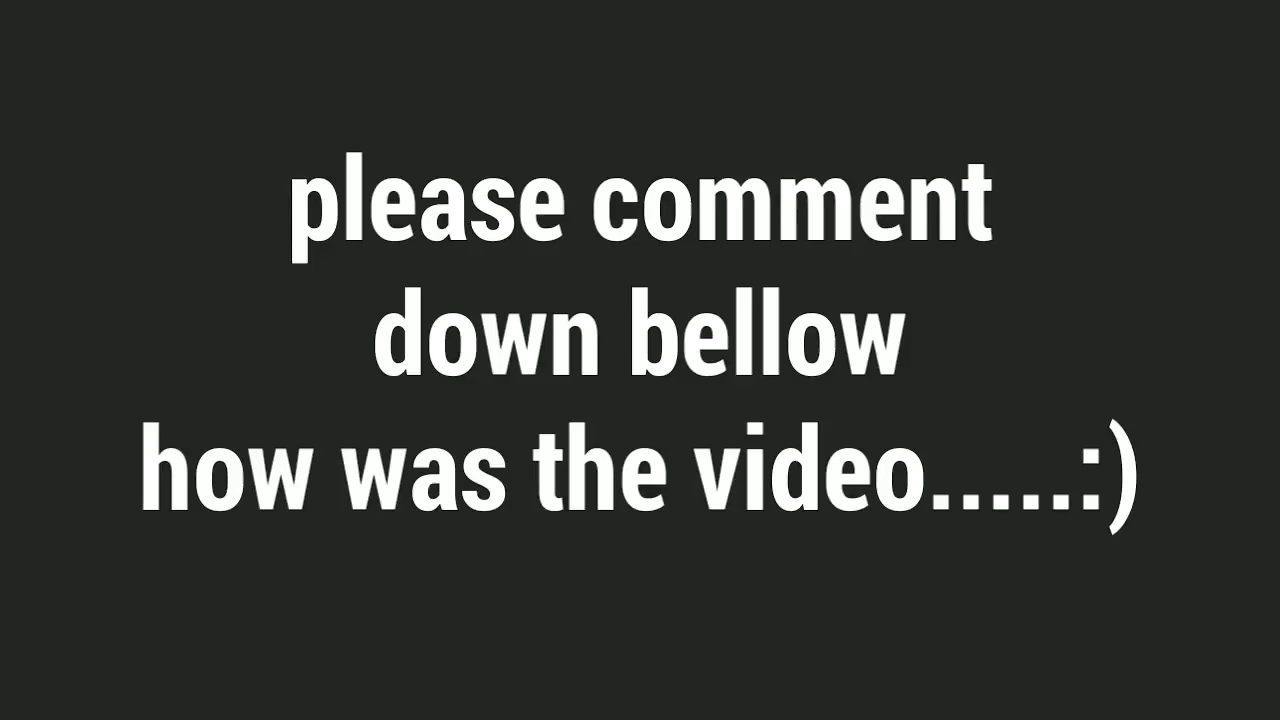 please comment
down bellow
how was the video.....:)